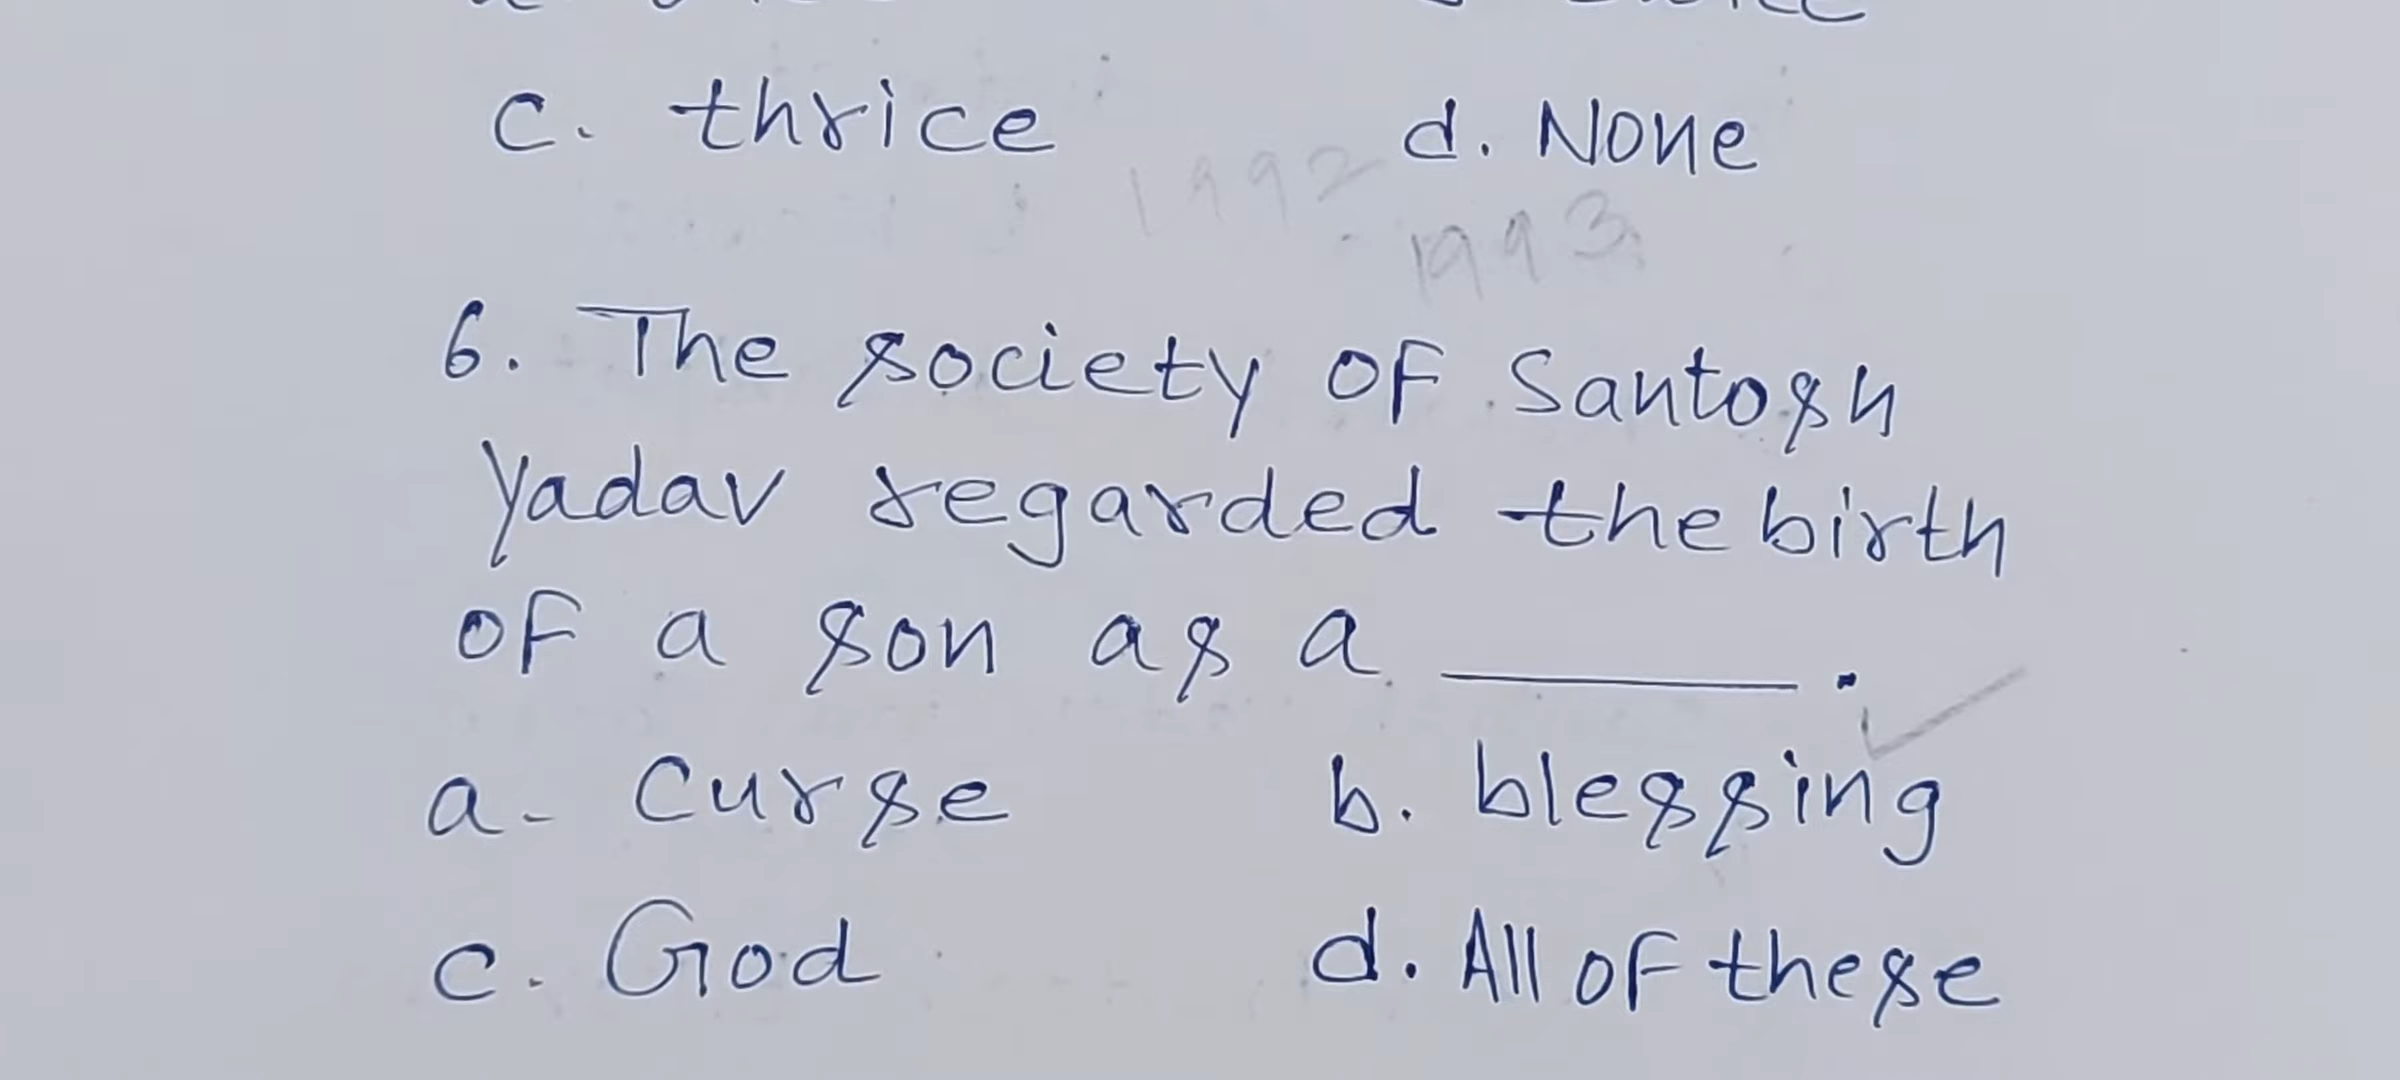 c. thrice d. None
1992
1993
6. The society of Santosh
Yadav regarded the birth
of a son as a ______.
a. Curse b. blessing
c. God d. All of these